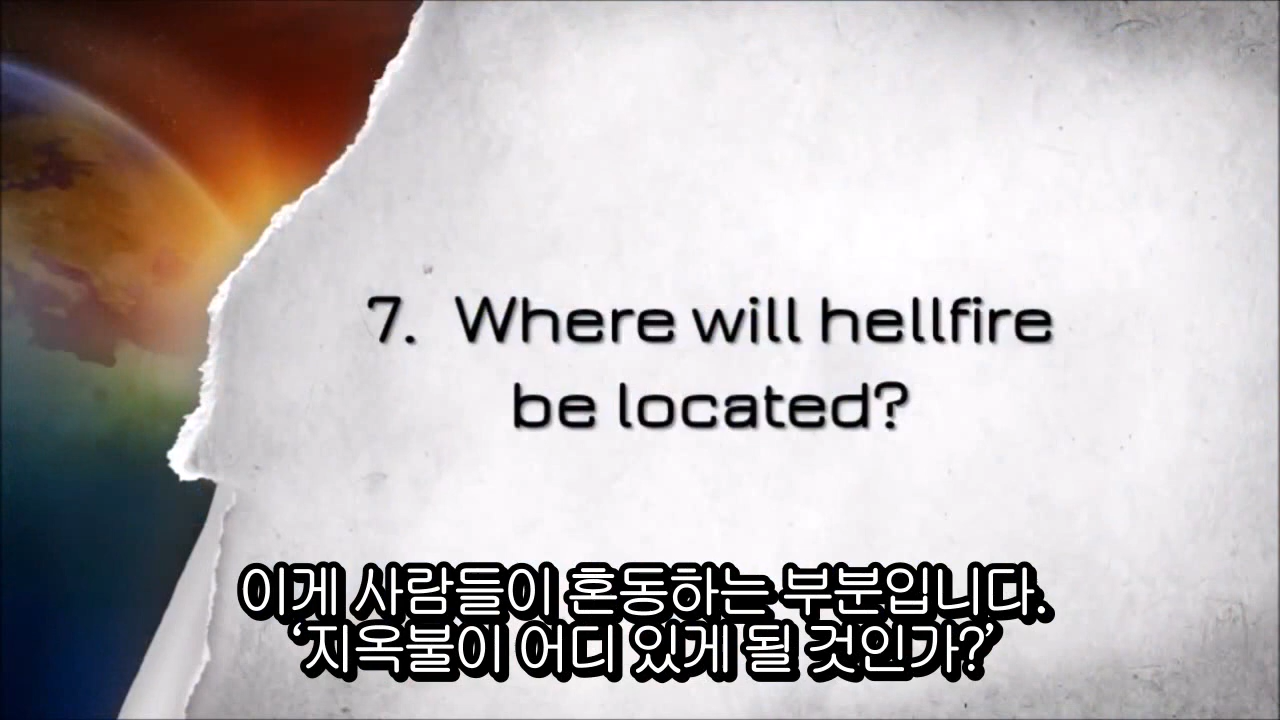 7. Where will hellfire
be located?
이게 사람들이 혼동하는 부분입니다.
‘지옥불이 어디 있게 될 것인가?’